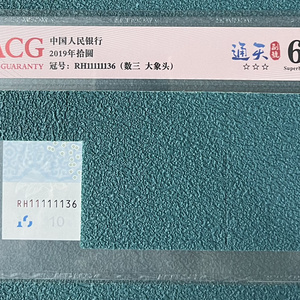 ACG
GUARANTY
中国人民银行
2019年拾圆
冠号：RH11111136（数三 大象头）
通天
☆☆☆
6
Super
RH11111136
10